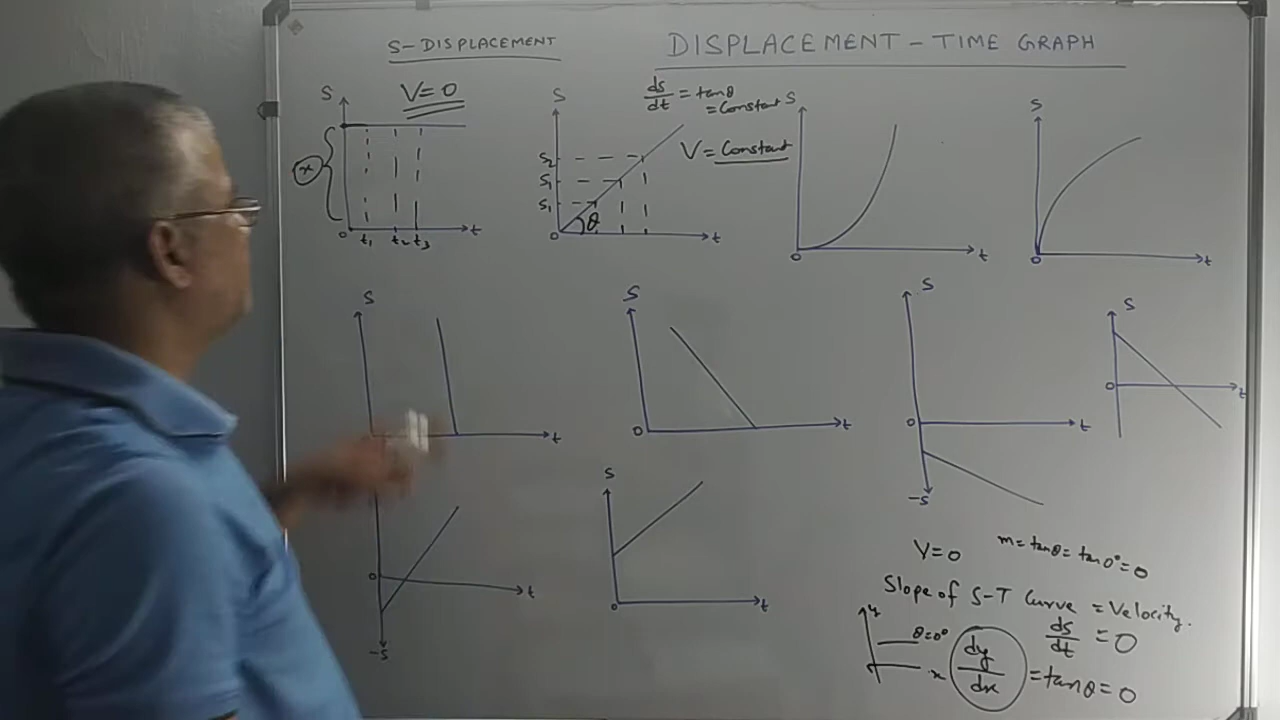 S-DISPLACEMENT
DISPLACEMENT - TIME GRAPH
S
V=0
x
0
t₁
t₂
t₃
t
S
ds/dt = tanθ
= Constant
V = Constant
S₂
S₁
S₁
θ
0
t
S
0
t
S
0
t
S
t
S
0
t
S
0
t
-S
S
0
t
0
t
-S
S
0
t
V=0
m = tanθ = tan0° = 0
Slope of S-T Curve = Velocity.
ds/dt = 0
y
θ=0°
x
dy/dx = tanθ = 0